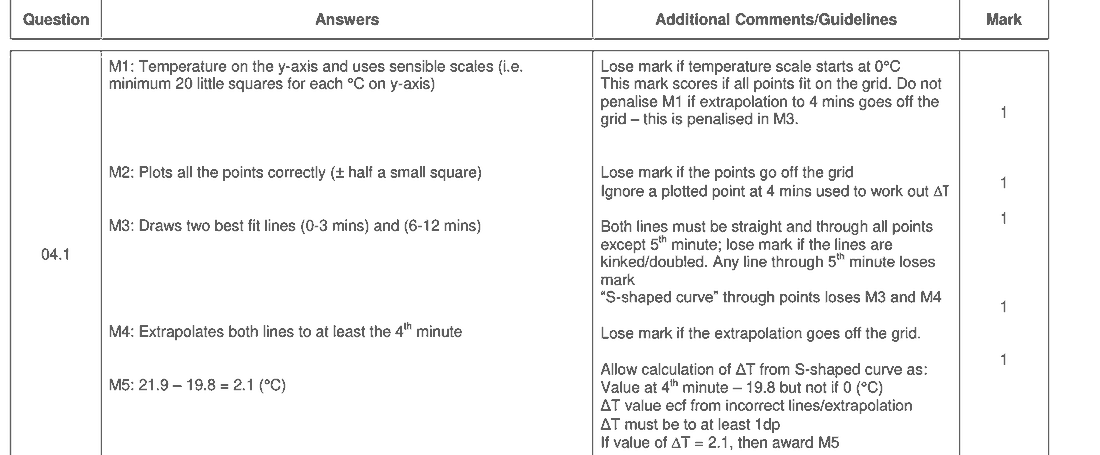 Question Answers Additional Comments/Guidelines Mark
M1: Temperature on the y-axis and uses sensible scales (i.e.
minimum 20 little squares for each °C on y-axis)
Lose mark if temperature scale starts at 0°C
This mark scores if all points fit on the grid. Do not
penalise M1 if extrapolation to 4 mins goes off the
grid – this is penalised in M3.
1
M2: Plots all the points correctly (± half a small square)
Lose mark if the points go off the grid
Ignore a plotted point at 4 mins used to work out ΔT
1
04.1
M3: Draws two best fit lines (0-3 mins) and (6-12 mins)
Both lines must be straight and through all points
except 5th minute; lose mark if the lines are
kinked/doubled. Any line through 5th minute loses
mark
“S-shaped curve” through points loses M3 and M4
1
M4: Extrapolates both lines to at least the 4th minute
Lose mark if the extrapolation goes off the grid.
1
M5: 21.9 – 19.8 = 2.1 (°C)
Allow calculation of ΔT from S-shaped curve as:
Value at 4th minute – 19.8 but not if 0 (°C)
ΔT value ecf from incorrect lines/extrapolation
ΔT must be to at least 1dp
If value of ΔT = 2.1, then award M5
1